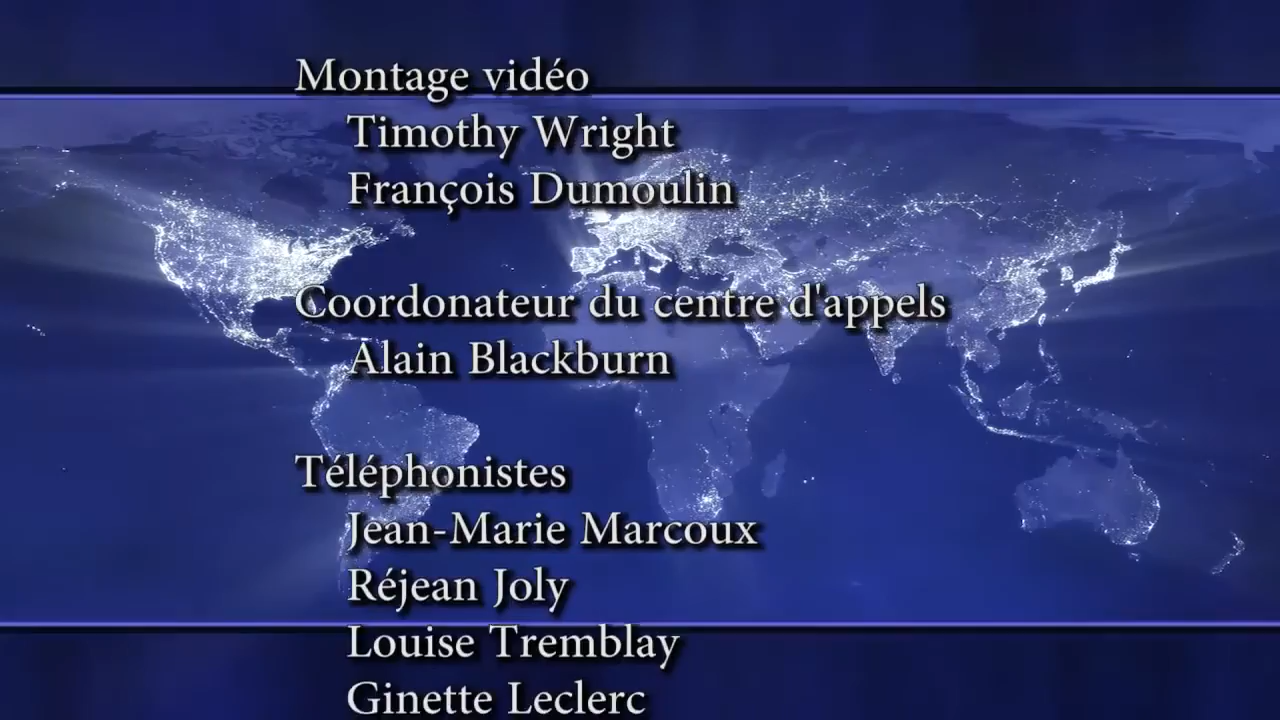 Montage vidéo
Timothy Wright
François Dumoulin
Coordonateur du centre d'appels
Alain Blackburn
Téléphonistes
Jean-Marie Marcoux
Réjean Joly
Louise Tremblay
Ginette Leclerc